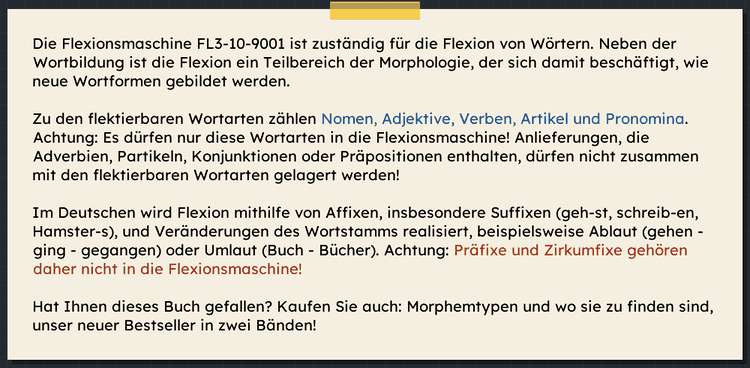 Die Flexionsmaschine FL3-10-9001 ist zuständig für die Flexion von Wörtern. Neben der
Wortbildung ist die Flexion ein Teilbereich der Morphologie, der sich damit beschäftigt, wie
neue Wortformen gebildet werden.
Zu den flektierbaren Wortarten zählen Nomen, Adjektive, Verben, Artikel und Pronomina.
Achtung: Es dürfen nur diese Wortarten in die Flexionsmaschine! Anlieferungen, die
Adverbien, Partikeln, Konjunktionen oder Präpositionen enthalten, dürfen nicht zusammen
mit den flektierbaren Wortarten gelagert werden!
Im Deutschen wird Flexion mithilfe von Affixen, insbesondere Suffixen (geh-st, schreib-en,
Hamster-s), und Veränderungen des Wortstamms realisiert, beispielsweise Ablaut (gehen -
ging - gegangen) oder Umlaut (Buch - Bücher). Achtung: Präfixe und Zirkumfixe gehören
daher nicht in die Flexionsmaschine!
Hat Ihnen dieses Buch gefallen? Kaufen Sie auch: Morphemtypen und wo sie zu finden sind,
unser neuer Bestseller in zwei Bänden!